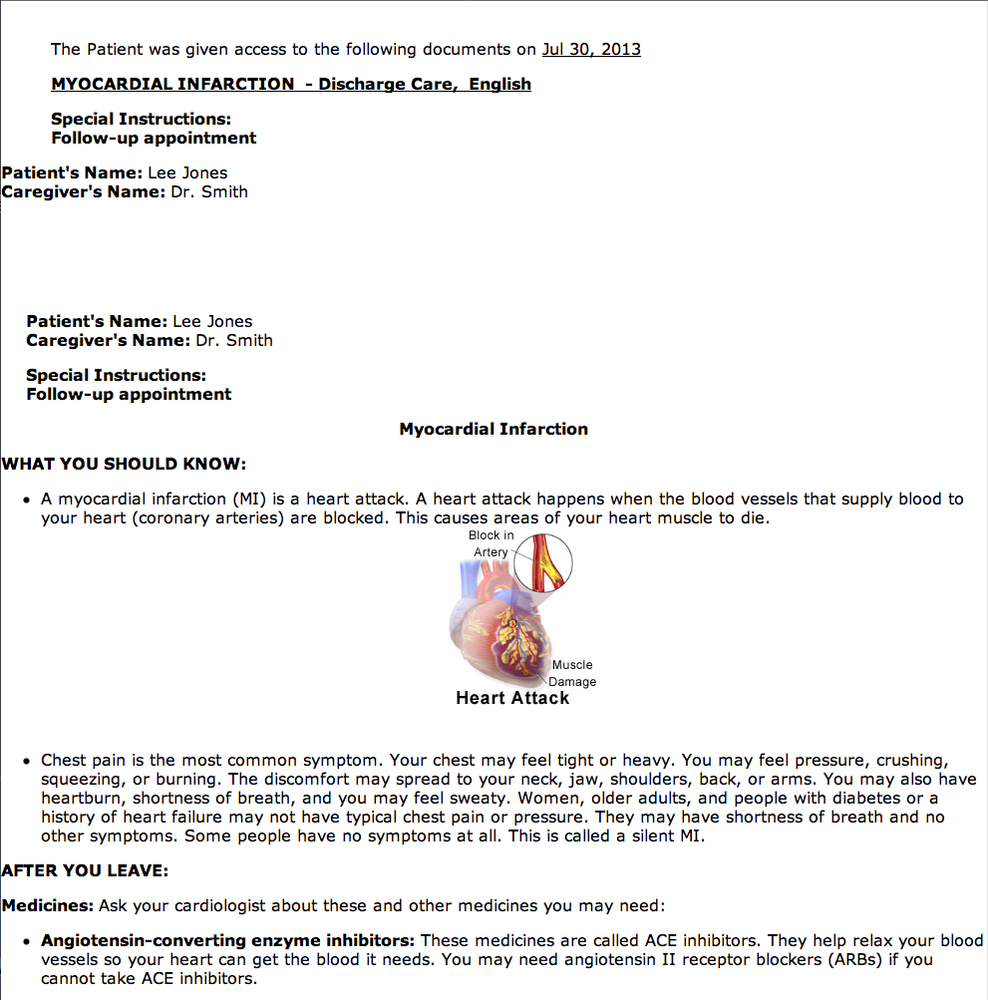 The Patient was given access to the following documents on Jul 30, 2013
MYOCARDIAL INFARCTION  - Discharge Care,  English
Special Instructions:
Follow-up appointment
Patient's Name: Lee Jones
Caregiver's Name: Dr. Smith
Patient's Name: Lee Jones
Caregiver's Name: Dr. Smith
Special Instructions:
Follow-up appointment
Myocardial Infarction
WHAT YOU SHOULD KNOW:
• A myocardial infarction (MI) is a heart attack. A heart attack happens when the blood vessels that supply blood to
your heart (coronary arteries) are blocked. This causes areas of your heart muscle to die.
Block in
Artery
Muscle
Damage
Heart Attack
• Chest pain is the most common symptom. Your chest may feel tight or heavy. You may feel pressure, crushing,
squeezing, or burning. The discomfort may spread to your neck, jaw, shoulders, back, or arms. You may also have
heartburn, shortness of breath, and you may feel sweaty. Women, older adults, and people with diabetes or a
history of heart failure may not have typical chest pain or pressure. They may have shortness of breath and no
other symptoms. Some people have no symptoms at all. This is called a silent MI.
AFTER YOU LEAVE:
Medicines: Ask your cardiologist about these and other medicines you may need:
• Angiotensin-converting enzyme inhibitors: These medicines are called ACE inhibitors. They help relax your blood
vessels so your heart can get the blood it needs. You may need angiotensin II receptor blockers (ARBs) if you
cannot take ACE inhibitors.